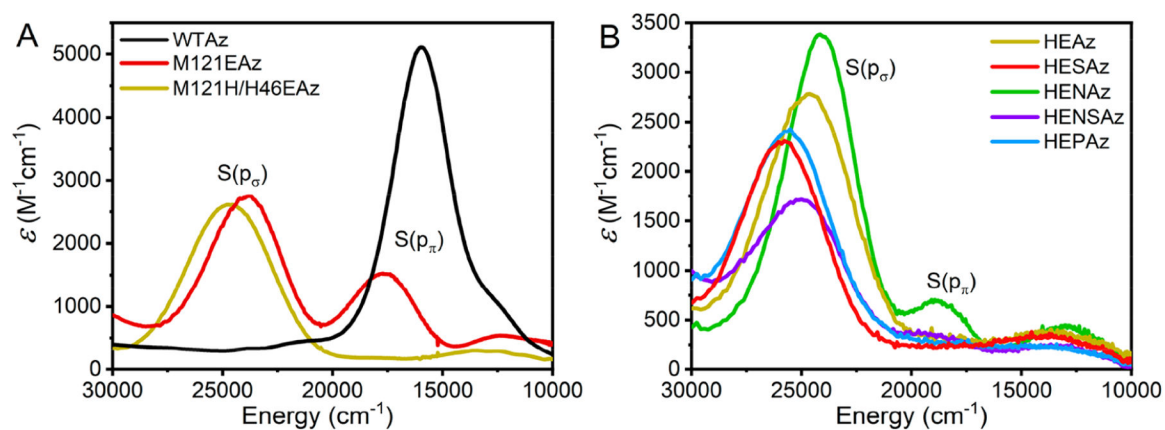 A
WTAz
M121EAz
M121H/H46EAz
S(pσ)
S(pπ)
5000
4000
3000
2000
1000
0
30000 25000 20000 15000 10000
Energy (cm⁻¹)
ε (M⁻¹cm⁻¹)
B
HEAz
HESAz
HENAz
HENSAz
HEPAz
S(pσ)
S(pπ)
3500
3000
2500
2000
1500
1000
500
0
30000 25000 20000 15000 10000
Energy (cm⁻¹)
ε (M⁻¹cm⁻¹)